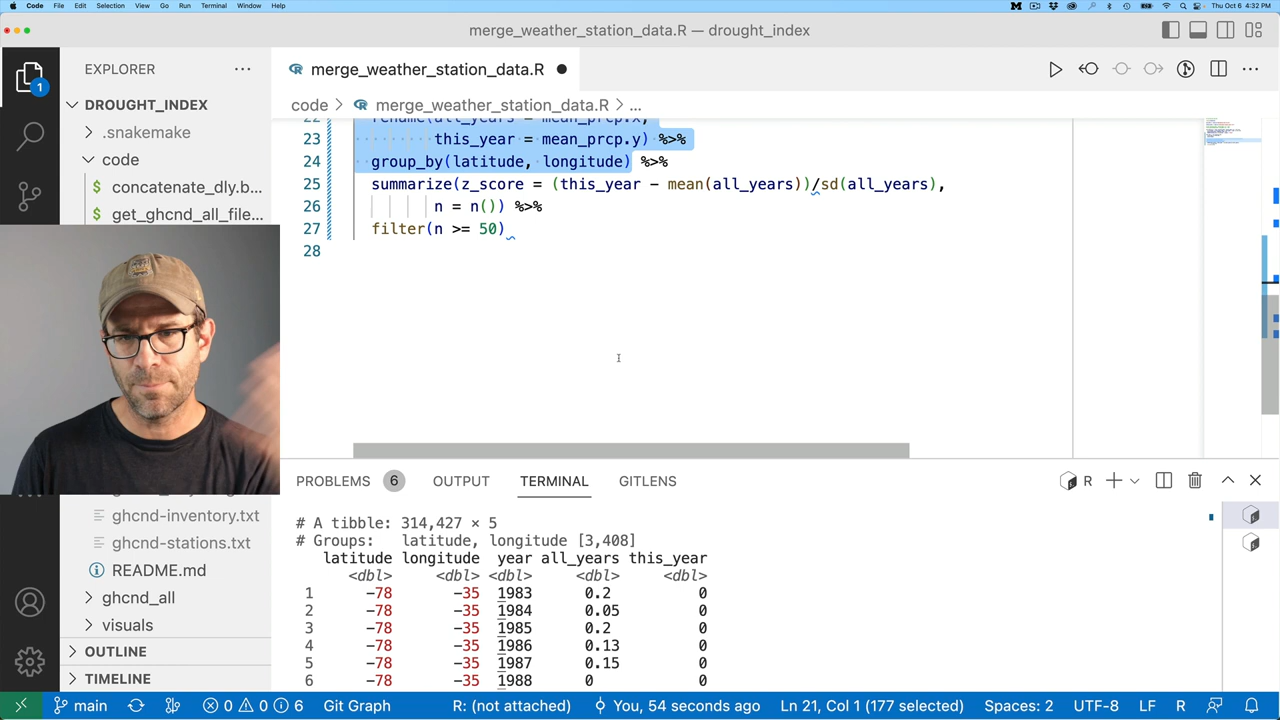 Code File Edit Selection View Go Run Terminal Window Help
Thu Oct 6 4:32 PM
merge_weather_station_data.R — drought_index
EXPLORER
merge_weather_station_data.R
DROUGHT_INDEX
code > merge_weather_station_data.R > ...
.snakemake
code
$ concatenate_dly.b...
$ get_ghcnd_all_file...
1
22 rename(all_years = mean_prcp.x,
23 this_year = mean_prcp.y) %>%
24 group_by(latitude, longitude) %>%
25 summarize(z_score = (this_year - mean(all_years))/sd(all_years),
26 n = n()) %>%
27 filter(n >= 50)
28
ghcnd-inventory.txt
ghcnd-stations.txt
README.md
ghcnd_all
visuals
OUTLINE
TIMELINE
PROBLEMS 6 OUTPUT TERMINAL GITLENS
R
# A tibble: 314,427 × 5
# Groups: latitude, longitude [3,408]
latitude longitude year all_years this_year
<dbl> <dbl> <dbl> <dbl> <dbl>
1 -78 -35 1983 0.2 0
2 -78 -35 1984 0.05 0
3 -78 -35 1985 0.2 0
4 -78 -35 1986 0.13 0
5 -78 -35 1987 0.15 0
6 -78 -35 1988 0 0
main 0 0 6 Git Graph R: (not attached) You, 54 seconds ago Ln 21, Col 1 (177 selected) Spaces: 2 UTF-8 LF R